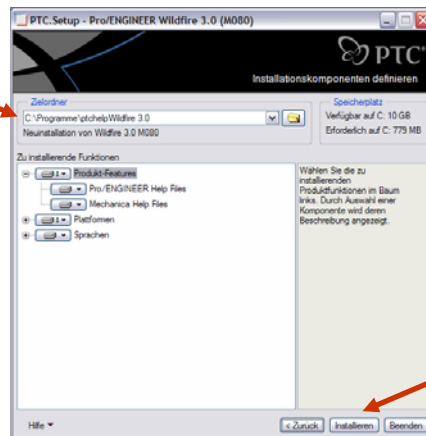 PTC.Setup - Pro/ENGINEER Wildfire 3.0 (M080)
PTC
Installationskomponenten definieren
Zielordner
C:\Programme\ptchelpWildfire 3.0
Neuinstallation von Wildfire 3.0 M080
Speicherplatz
Verfügbar auf C: 10 GB
Erforderlich auf C: 779 MB
Zu installierende Funktionen
Produkt-Features
Pro/ENGINEER Help Files
Mechanica Help Files
Plattformen
Sprachen
Wählen Sie die zu
installierenden
Produktfunktionen im Baum
links. Durch Auswahl einer
Komponente wird deren
Beschreibung angezeigt.
Hilfe
< Zurück Installieren Beenden